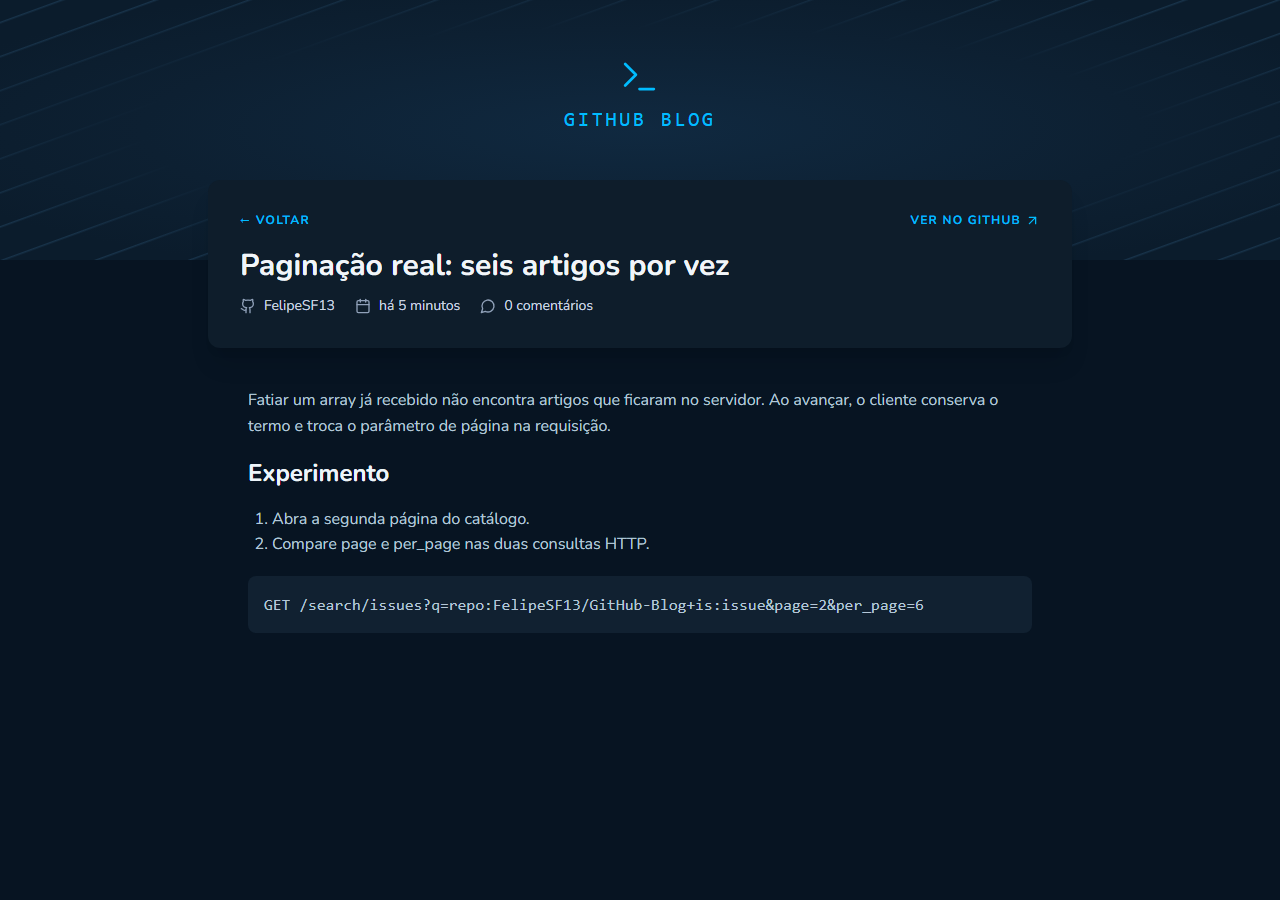 GITHUB BLOG
← VOLTAR
VER NO GITHUB
Paginação real: seis artigos por vez
FelipeSF13 há 5 minutos 0 comentários
Fatiar um array já recebido não encontra artigos que ficaram no servidor. Ao avançar, o cliente conserva o
termo e troca o parâmetro de página na requisição.
Experimento
1. Abra a segunda página do catálogo.
2. Compare page e per_page nas duas consultas HTTP.
GET /search/issues?q=repo:FelipeSF13/GitHub-Blog+is:issue&page=2&per_page=6